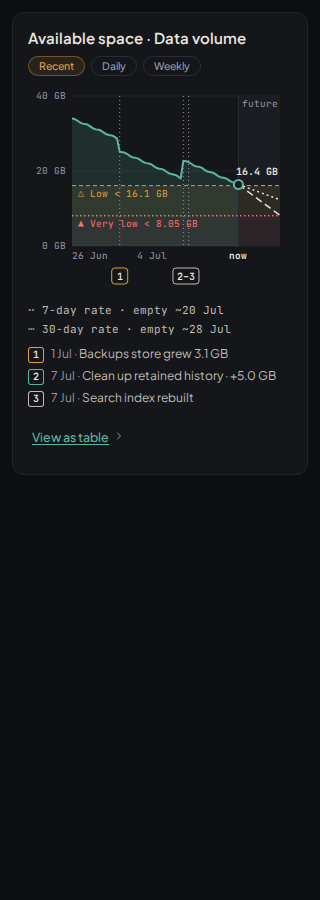 Available space · Data volume
Recent Daily Weekly
40 GB
future
20 GB
16.4 GB
△ Low < 16.1 GB
▲ Very low < 8.05 GB
0 GB
26 Jun 4 Jul now
1 2–3
7-day rate · empty ~20 Jul
30-day rate · empty ~28 Jul
1 1 Jul · Backups store grew 3.1 GB
2 7 Jul · Clean up retained history · +5.0 GB
3 7 Jul · Search index rebuilt
View as table